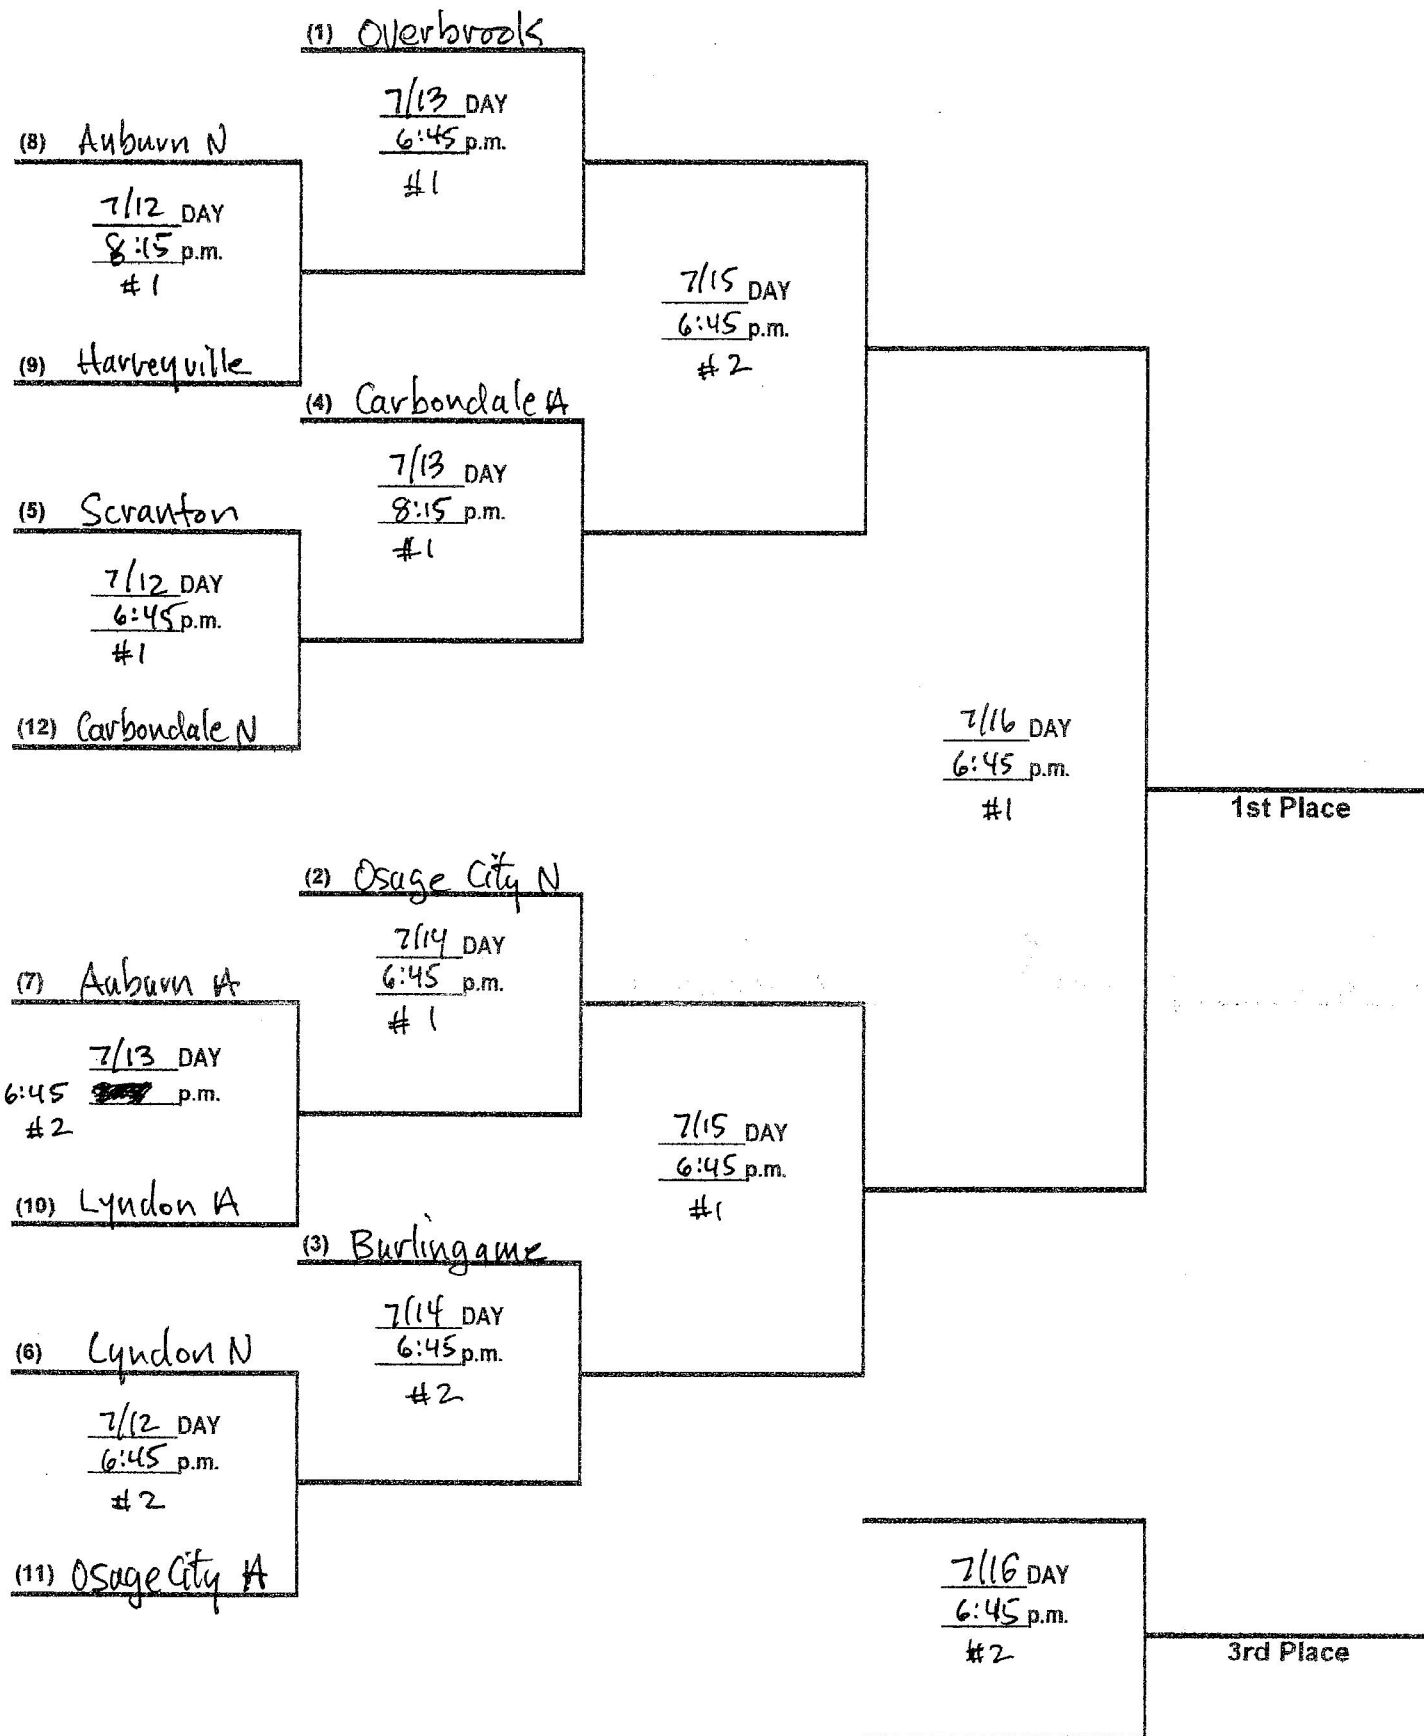 (1) Overbrook
7/13 DAY
6:45 p.m.
#1
(8) Auburn N
7/12 DAY
8:15 p.m.
#1
(9) Harveyville
7/15 DAY
6:45 p.m.
#2
(4) Carbondale A
7/13 DAY
8:15 p.m.
#1
(5) Scranton
7/12 DAY
6:45 p.m.
#1
(12) Carbondale N
7/16 DAY
6:45 p.m.
#1
1st Place
(2) Osage City N
7/14 DAY
6:45 p.m.
#1
(7) Auburn A
7/13 DAY
6:45 p.m.
#2
(10) Lyndon A
7/15 DAY
6:45 p.m.
#1
(3) Burlingame
7/14 DAY
6:45 p.m.
#2
(6) Lyndon N
7/12 DAY
6:45 p.m.
#2
(11) Osage City A
7/16 DAY
6:45 p.m.
#2
3rd Place